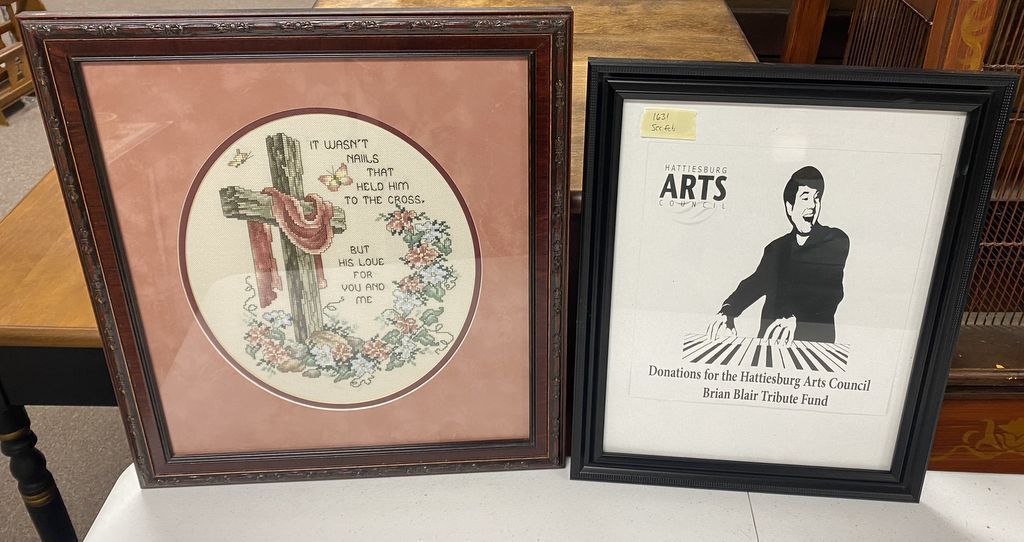 IT WASN'T
NAILS
THAT
HELD HIM
TO THE CROSS.
BUT
HIS LOVE
FOR
YOU AND
ME
1631
HATTIESBURG
ARTS
COUNCIL
Donations for the Hattiesburg Arts Council
Brian Blair Tribute Fund